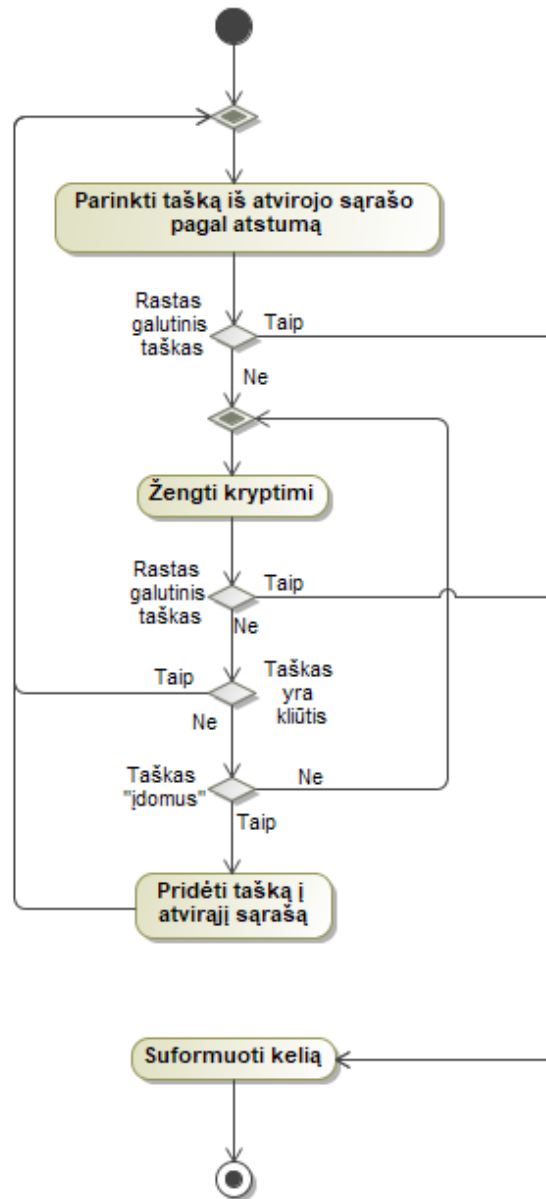 Parinkti tašką iš atvirojo sąrašo
pagal atstumą
Rastas
galutinis
taškas
Taip
Ne
Žengti kryptimi
Rastas
galutinis
taškas
Taip
Ne
Taip
Taškas
yra
kliūtis
Ne
Taškas
"įdomus"
Ne
Taip
Pridėti tašką į
atvirąjį sąrašą
Suformuoti kelią